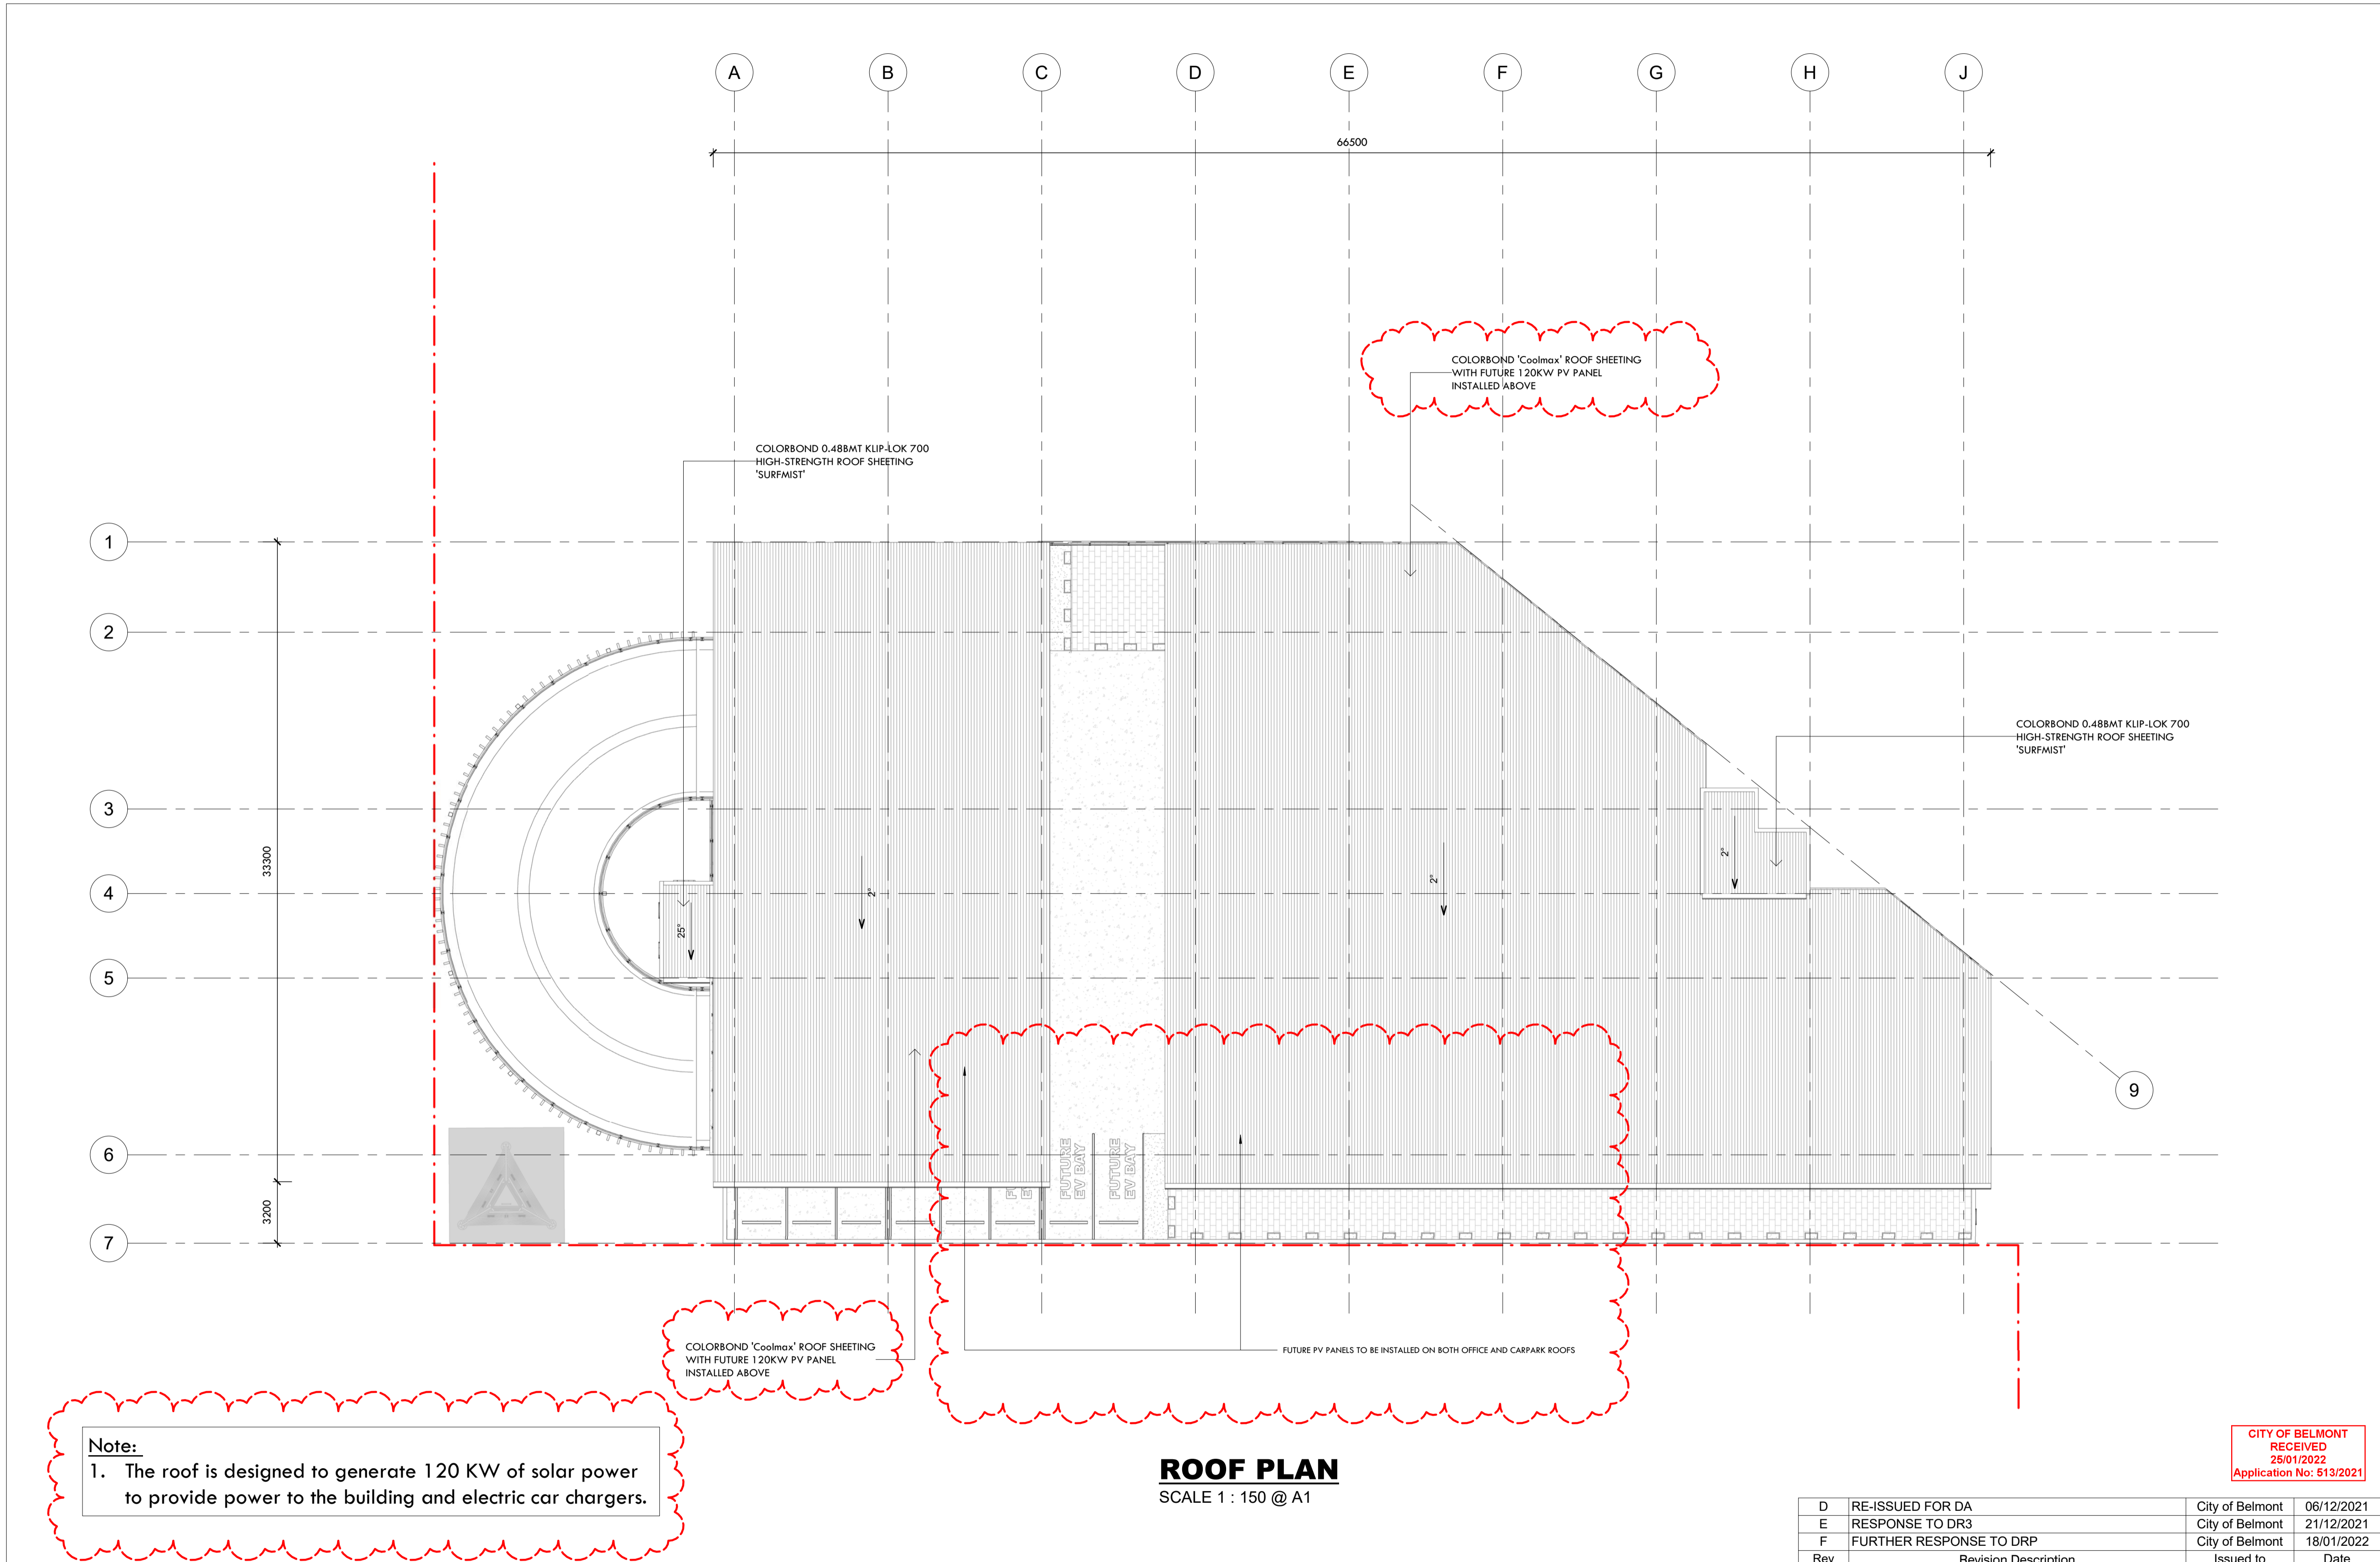 A
B
C
D
E
F
G
H
J
66500
COLORBOND 'Coolmax' ROOF SHEETING
WITH FUTURE 120KW PV PANEL
INSTALLED ABOVE
COLORBOND 0.48BMT KLIP-LOK 700
HIGH-STRENGTH ROOF SHEETING
'SURFMIST'
1
2
COLORBOND 0.48BMT KLIP-LOK 700
HIGH-STRENGTH ROOF SHEETING
'SURFMIST'
3
33300
2°
2°
2°
4
25°
5
9
6
FUTURE
EV BAY
FUTURE
EV BAY
3200
7
COLORBOND 'Coolmax' ROOF SHEETING
WITH FUTURE 120KW PV PANEL
INSTALLED ABOVE
FUTURE PV PANELS TO BE INSTALLED ON BOTH OFFICE AND CARPARK ROOFS
Note:
1. The roof is designed to generate 120 KW of solar power
to provide power to the building and electric car chargers.
ROOF PLAN
SCALE 1 : 150 @ A1
CITY OF BELMONT
RECEIVED
25/01/2022
Application No: 513/2021
D RE-ISSUED FOR DA City of Belmont 06/12/2021
E RESPONSE TO DR3 City of Belmont 21/12/2021
F FURTHER RESPONSE TO DRP City of Belmont 18/01/2022
Rev Revision Description Issued to Date